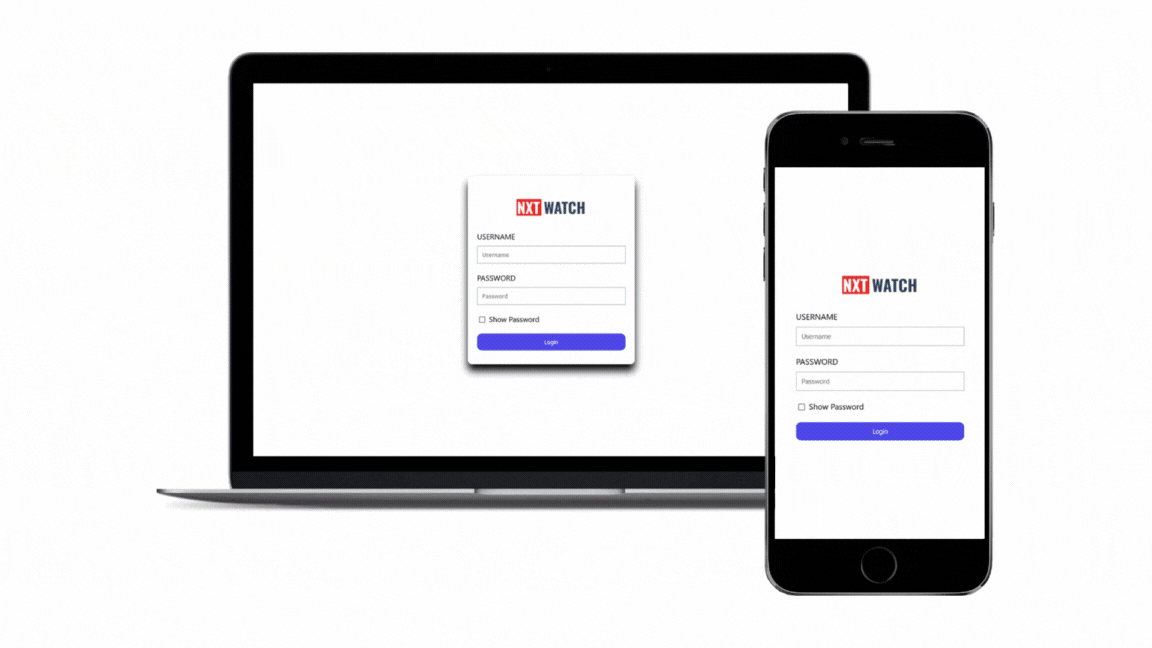 NXT WATCH
USERNAME
Username
PASSWORD
Password
Show Password
Login
NXT WATCH
USERNAME
Username
PASSWORD
Password
Show Password
Login